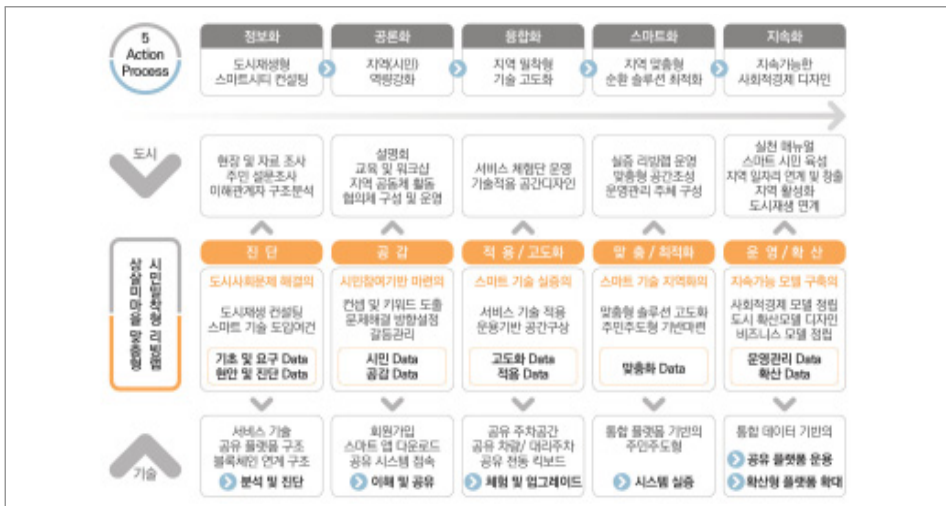 5
Action
Process
정보화
도시재생형
스마트시티 컨설팅
공론화
지역(시민)
역량강화
융합화
지역 밀착형
기술 고도화
스마트화
지역 맞춤형
순환 솔루션 최적화
지속화
지속가능한
사회적경제 디자인
도시
현장 및 자료 조사
주민 설문조사
이해관계자 구조분석
설명회
교육 및 워크샵
지역 공동체 활동
협의체 구성 및 운영
서비스 체험단 운영
기술적용 공간디자인
실증 리빙랩 운영
맞춤형 공간조성
운영관리 주체 구성
실천 매뉴얼
스마트 시민 육성
지역 일자리 연계 및 창출
지역 활성화
도시재생 연계
시민밀착형 리빙랩
상살미마을 맞춤형
진 단
도시사회문제 해결의
도시재생 컨설팅
스마트 기술 도입여건
기초 및 요구 Data
현안 및 진단 Data
공 감
시민참여기반 마련의
컨셉 및 키워드 도출
문제해결 방향설정
갈등관리
시민 Data
공감 Data
적 용 / 고도화
스마트 기술 실증의
서비스 기술 적용
운용기반 공간구상
고도화 Data
적용 Data
맞 춤 / 최적화
스마트 기술 지역화의
맞춤형 솔루션 고도화
주민주도형 기반마련
맞춤화 Data
운 영 / 확 산
지속가능 모델 구축의
사회적경제 모델 정립
도시 확산모델 디자인
비즈니스 모델 정립
운영관리 Data
확산 Data
기술
서비스 기술
공유 플랫폼 구조
블록체인 연계 구조
분석 및 진단
회원가입
스마트 앱 다운로드
공유 시스템 접속
이해 및 공유
공유 주차공간
공유 차량/ 대리주차
공유 전동 킥보드
체험 및 업그레이드
통합 플랫폼 기반의
주민주도형
시스템 실증
통합 데이터 기반의
공유 플랫폼 운용
확산형 플랫폼 확대